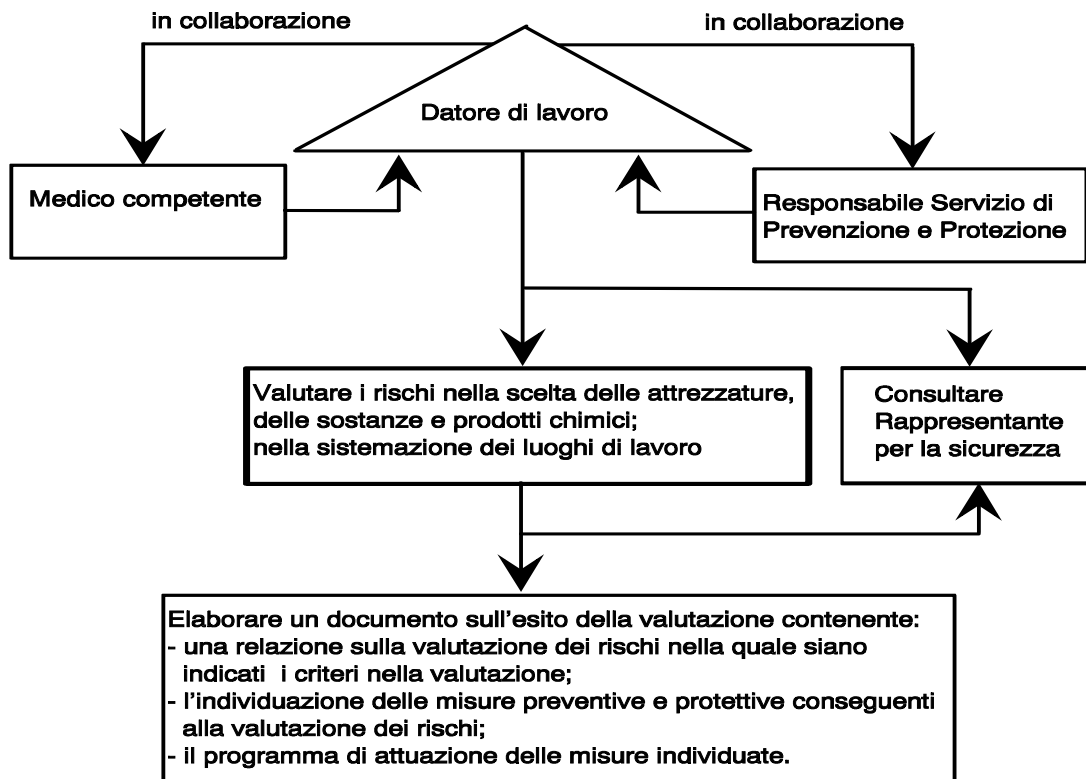 in collaborazione
in collaborazione
Datore di lavoro
Medico competente
Responsabile Servizio di
Prevenzione e Protezione
Valutare i rischi nella scelta delle attrezzature,
delle sostanze e prodotti chimici;
nella sistemazione dei luoghi di lavoro
Consultare
Rappresentante
per la sicurezza
Elaborare un documento sull'esito della valutazione contenente:
- una relazione sulla valutazione dei rischi nella quale siano
indicati i criteri nella valutazione;
- l'individuazione delle misure preventive e protettive conseguenti
alla valutazione dei rischi;
- il programma di attuazione delle misure individuate.